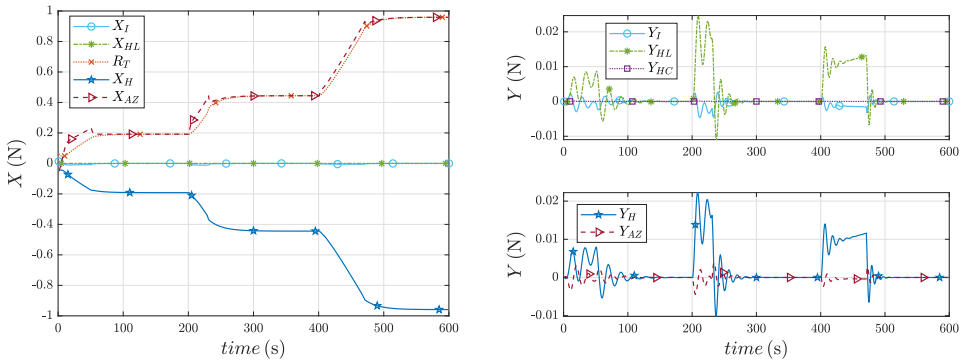 X (N)
1
0.8
0.6
0.4
0.2
0
-0.2
-0.4
-0.6
-0.8
-1
X_I
X_HL
R_T
X_H
X_AZ
0 100 200 300 400 500 600
time (s)
Y (N)
0.02
0.01
0
-0.01
Y_I
Y_HL
Y_HC
0 100 200 300 400 500 600
Y (N)
0.02
0.01
0
-0.01
Y_H
Y_AZ
0 100 200 300 400 500 600
time (s)